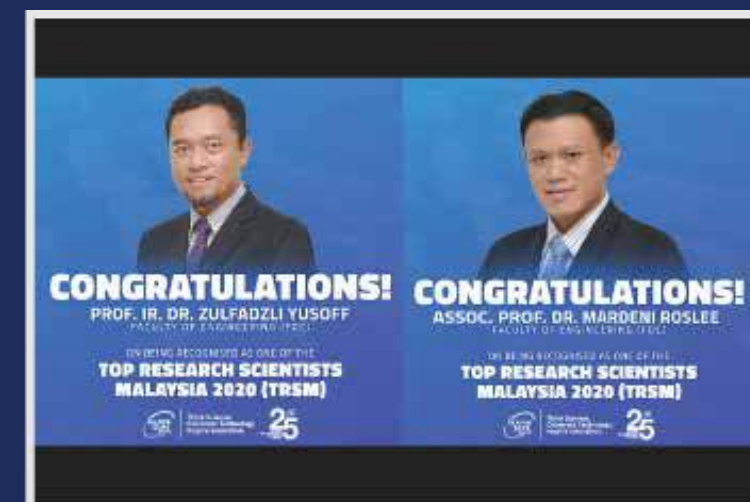 CONGRATULATIONS!
PROF. IR. DR. ZULFADZLI YUSOFF
FACULTY OF ENGINEERING (FOE)
ON BEING RECOGNISED AS ONE OF THE
TOP RESEARCH SCIENTISTS
MALAYSIA 2020 (TRSM)
25
CONGRATULATIONS!
ASSOC. PROF. DR. MARDENI ROSLEE
FACULTY OF ENGINEERING (FOE)
ON BEING RECOGNISED AS ONE OF THE
TOP RESEARCH SCIENTISTS
MALAYSIA 2020 (TRSM)
25